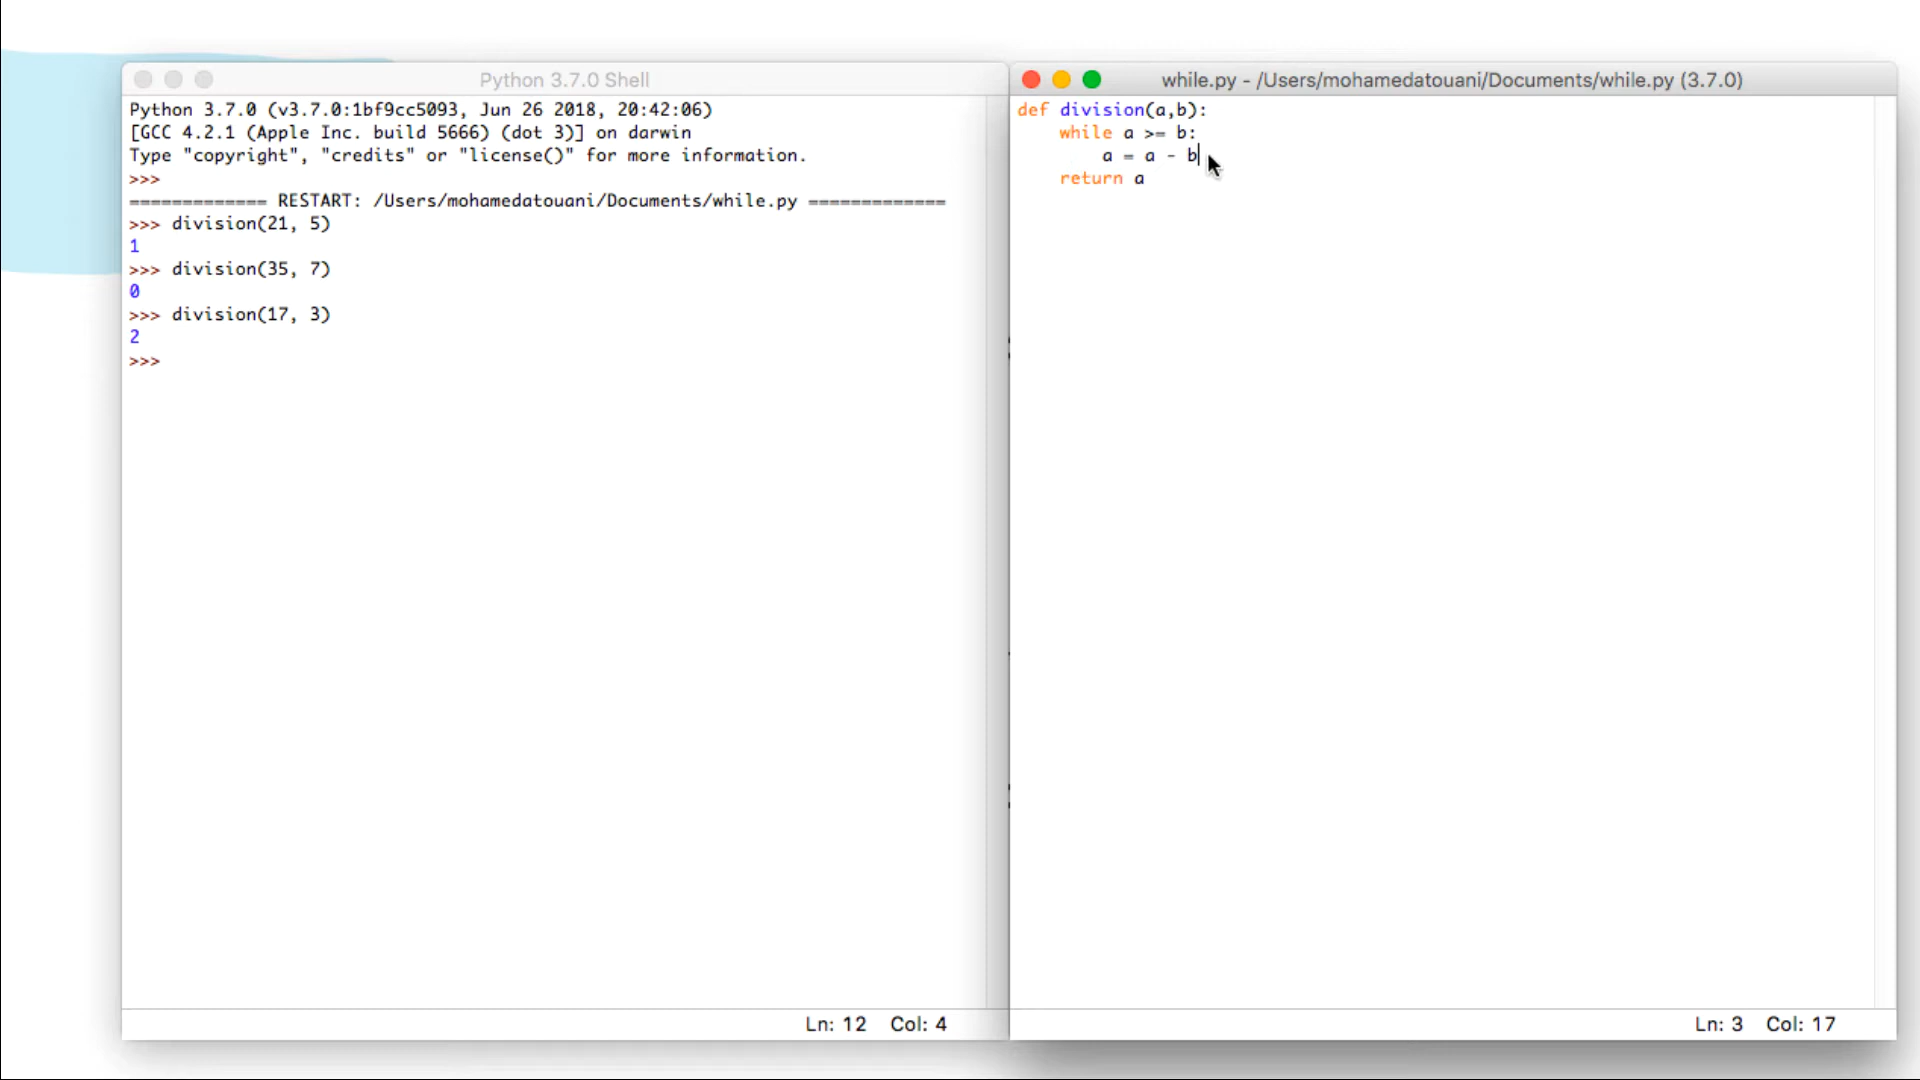 Python 3.7.0 Shell
Python 3.7.0 (v3.7.0:1bf9cc5093, Jun 26 2018, 20:42:06)
[GCC 4.2.1 (Apple Inc. build 5666) (dot 3)] on darwin
Type "copyright", "credits" or "license()" for more information.
>>>
============= RESTART: /Users/mohamedatouani/Documents/while.py =============
>>> division(21, 5)
1
>>> division(35, 7)
0
>>> division(17, 3)
2
>>>
Ln: 12 Col: 4
while.py - /Users/mohamedatouani/Documents/while.py (3.7.0)
def division(a,b):
    while a >= b:
        a = a - b
    return a
Ln: 3 Col: 17